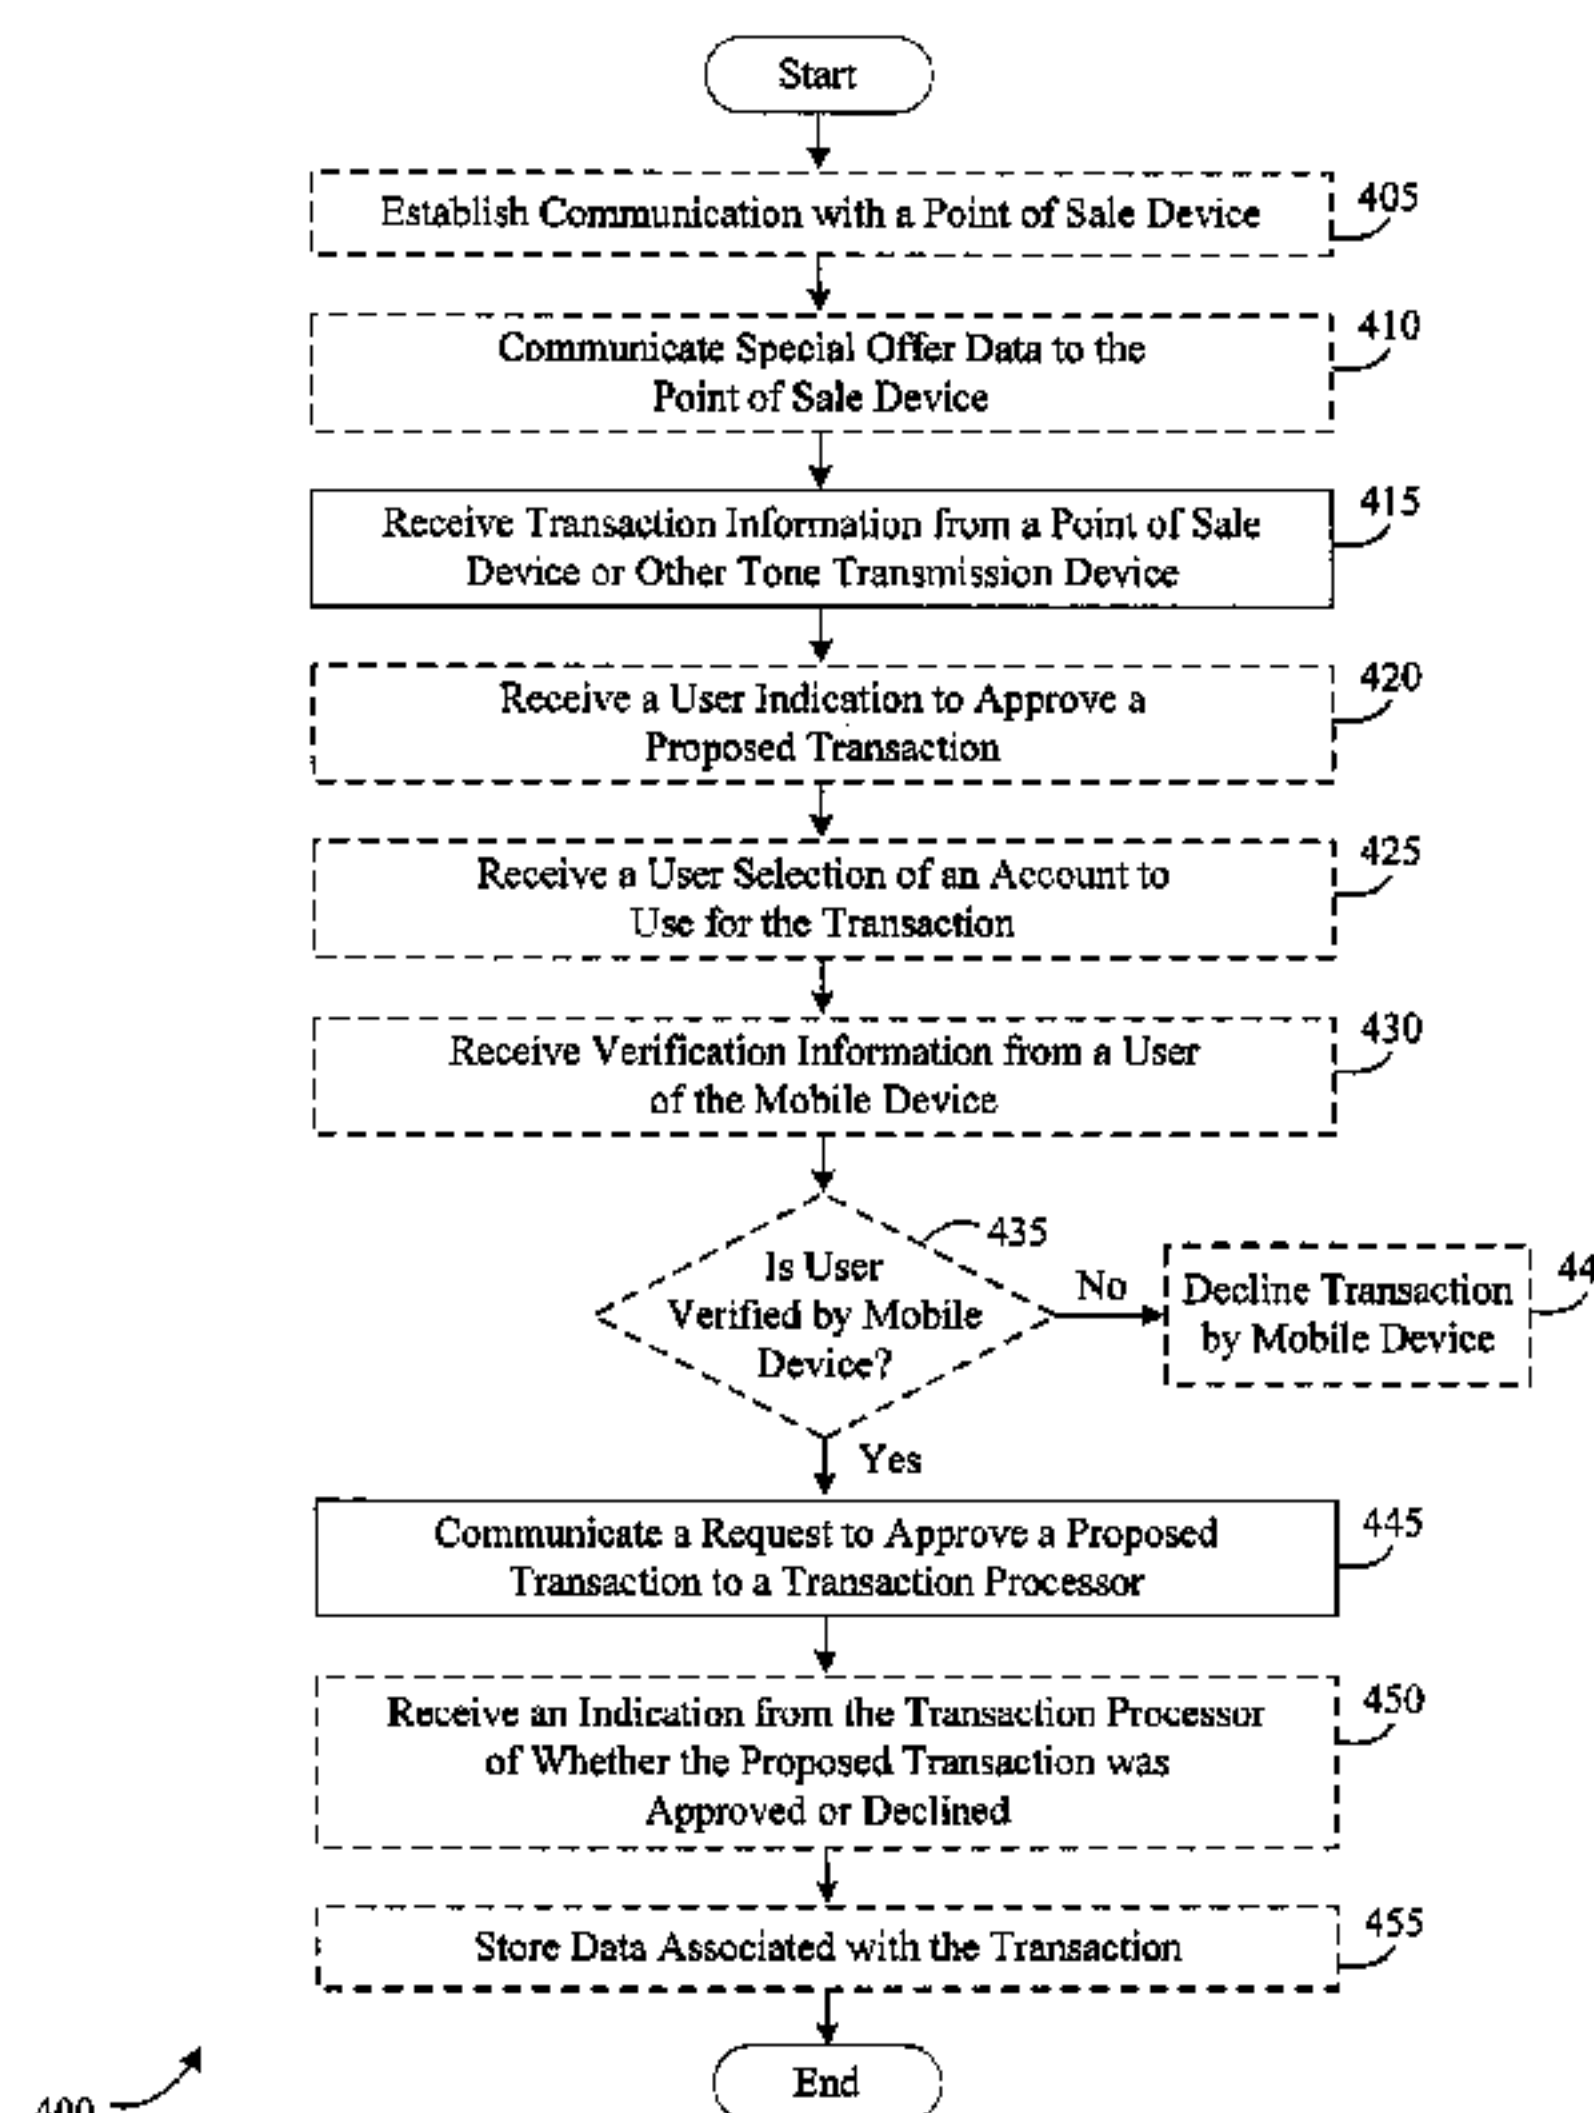 Start
Establish Communication with a Point of Sale Device
405
Communicate Special Offer Data to the
Point of Sale Device
410
Receive Transaction Information from a Point of Sale
Device or Other Tone Transmission Device
415
Receive a User Indication to Approve a
Proposed Transaction
420
Receive a User Selection of an Account to
Use for the Transaction
425
Receive Verification Information from a User
of the Mobile Device
430
Is User
Verified by Mobile
Device?
435
No
Decline Transaction
by Mobile Device
Yes
Communicate a Request to Approve a Proposed
Transaction to a Transaction Processor
445
Receive an Indication from the Transaction Processor
of Whether the Proposed Transaction was
Approved or Declined
450
Store Data Associated with the Transaction
455
End
400